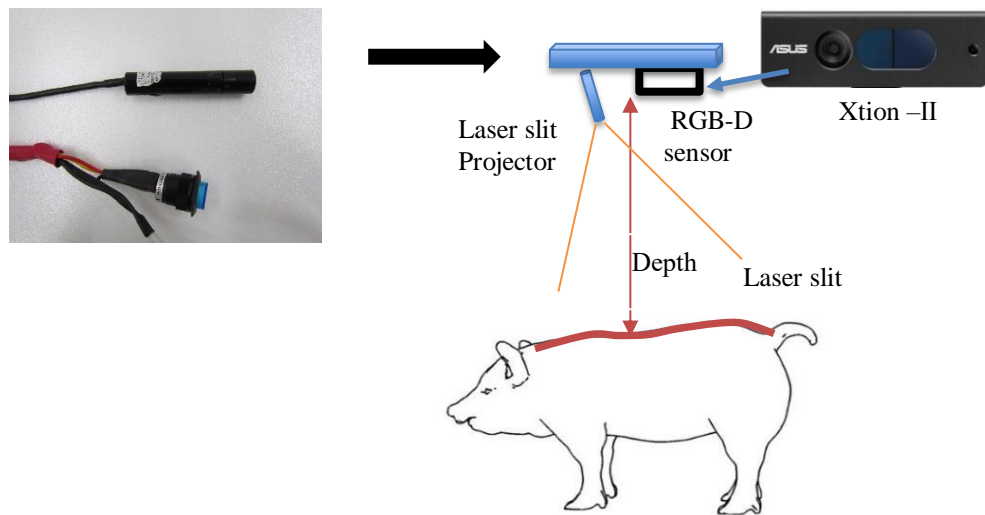 ASUS
Xtion –II
Laser slit
Projector
RGB-D
sensor
Depth
Laser slit